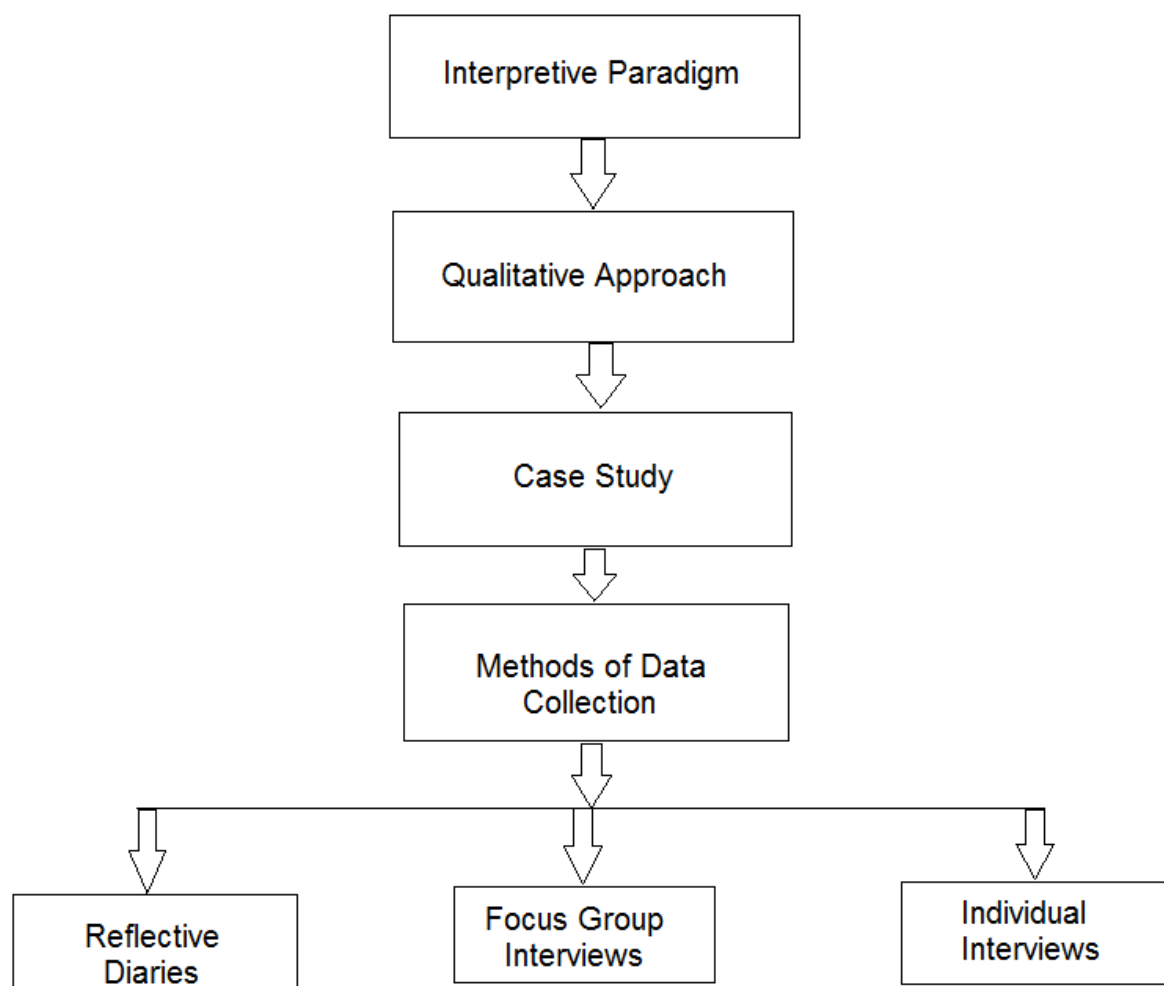 Interpretive Paradigm
Qualitative Approach
Case Study
Methods of Data
Collection
Reflective
Diaries
Focus Group
Interviews
Individual
Interviews